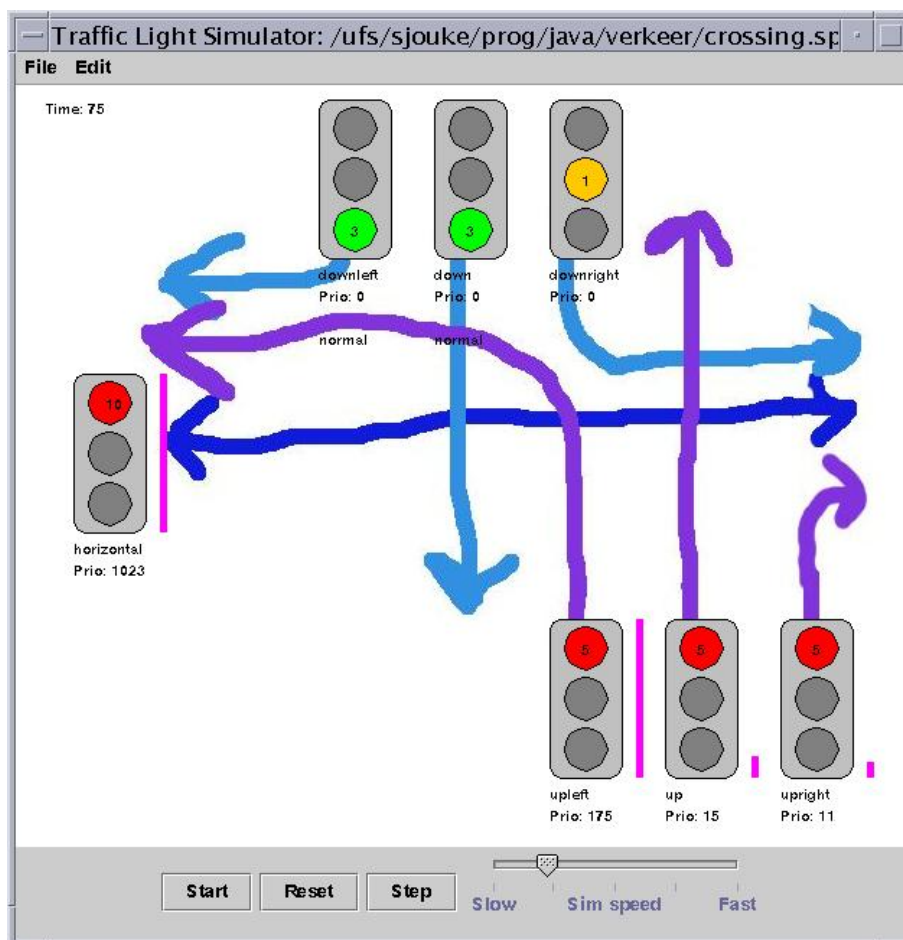 Traffic Light Simulator: /ufs/sjouke/prog/java/verkeer/crossing.sp
File Edit
Time: 75
1
3 3
downleft down downright
Prio: 0 Prio: 0 Prio: 0
normal normal
10
horizontal
Prio: 1023
5 5 5
upleft up upright
Prio: 175 Prio: 15 Prio: 11
Start Reset Step
Slow Sim speed Fast